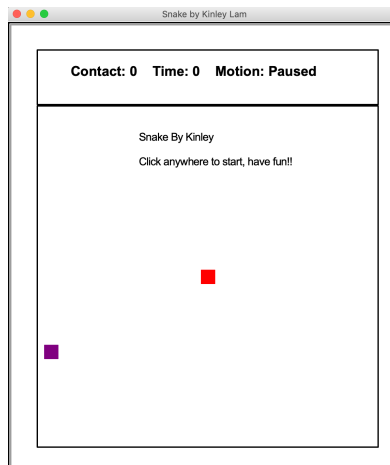 Snake by Kinley Lam
Contact: 0 Time: 0 Motion: Paused
Snake By Kinley
Click anywhere to start, have fun!!